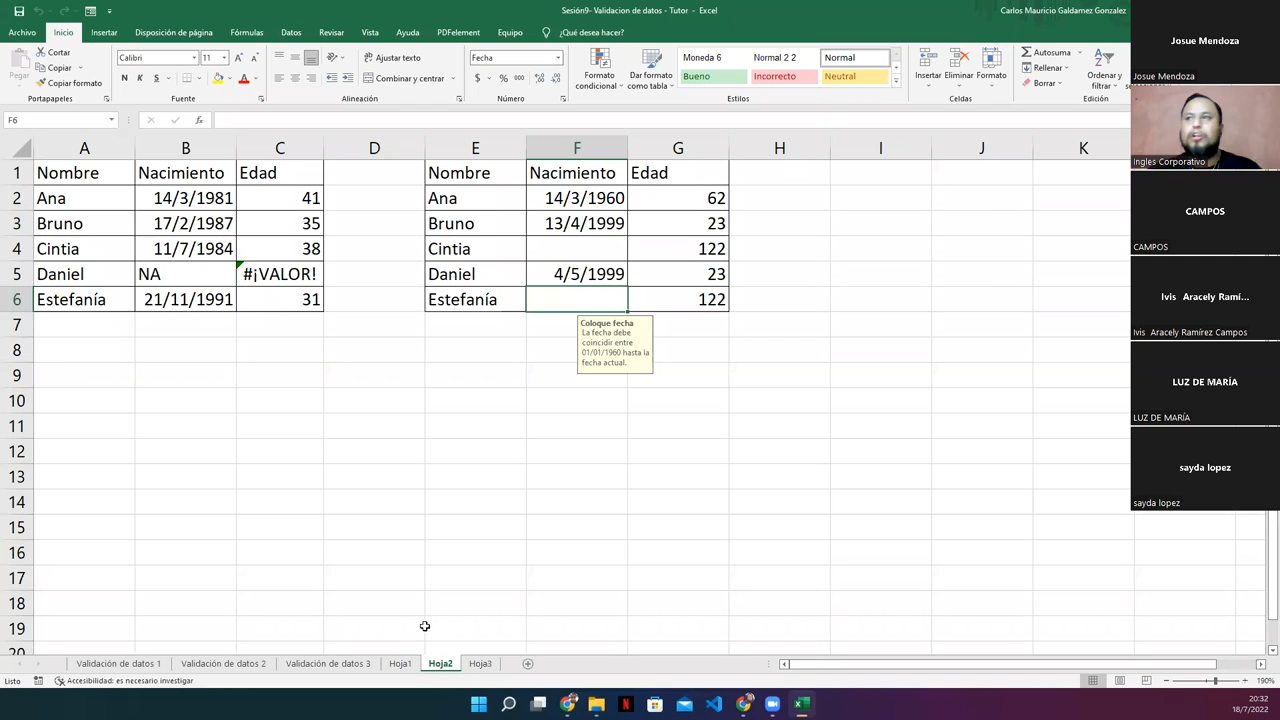 Sesión9- Validacion de datos - Tutor - Excel
Carlos Mauricio Galdamez Gonzalez
Archivo Inicio Insertar Disposición de página Fórmulas Datos Revisar Vista Ayuda PDFelement Equipo ¿Qué desea hacer?
Pegar
Cortar
Copiar
Copiar formato
Portapapeles
Calibri 11
N K S
Fuente
Ajustar texto
Combinar y centrar
Alineación
Fecha
$ % 000
Número
Formato condicional
Dar formato como tabla
Moneda 6 Normal 2 2 Normal
Bueno Incorrecto Neutral
Estilos
Insertar Eliminar Formato
Celdas
Autosuma
Rellenar
Borrar
Ordenar y
filtrar
Edición
F6
fx
A B C D E F G H I J K
1 Nombre Nacimiento Edad Nombre Nacimiento Edad
2 Ana 14/3/1981 41 Ana 14/3/1960 62
3 Bruno 17/2/1987 35 Bruno 13/4/1999 23
4 Cintia 11/7/1984 38 Cintia 122
5 Daniel NA #¡VALOR! Daniel 4/5/1999 23
6 Estefanía 21/11/1991 31 Estefanía 122
Coloque fecha
La fecha debe
coincidir entre
01/01/1960 hasta la
fecha actual.
7
8
9
10
11
12
13
14
15
16
17
18
19
20
Validación de datos 1 Validación de datos 2 Validación de datos 3 Hoja1 Hoja2 Hoja3
Listo Accesibilidad: es necesario investigar
190%
20:32
18/7/2022
Josue Mendoza
Josue Mendoza
Ingles Corporativo
CAMPOS
CAMPOS
Ivis Aracely Ramí...
Ivis Aracely Ramírez Campos
LUZ DE MARÍA
LUZ DE MARÍA
sayda lopez
sayda lopez